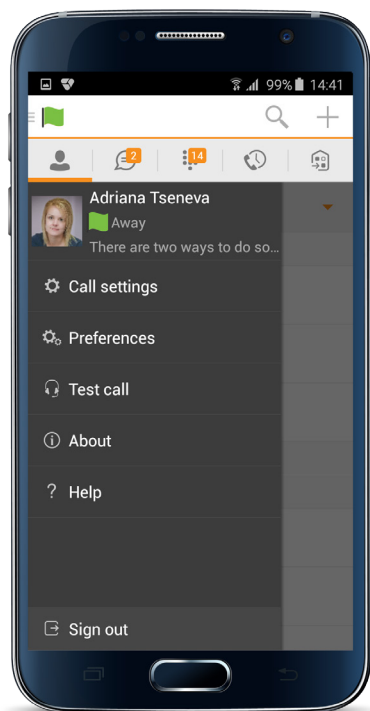 99% 14:41
2 14
Adriana Tseneva
Away
There are two ways to do so...
Call settings
Preferences
Test call
About
? Help
Sign out